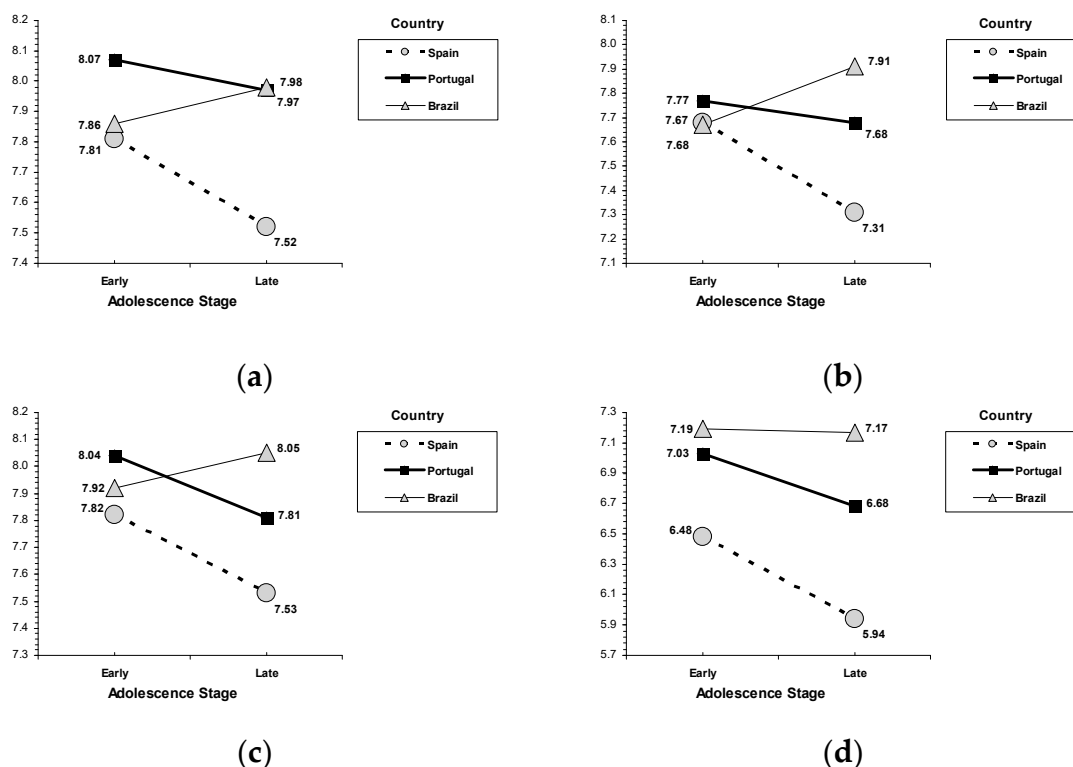 Country
Spain
Portugal
Brazil
8.2
8.1
8.0
7.9
7.8
7.7
7.6
7.5
7.4
8.07
7.86
7.81
7.98
7.97
7.52
Early
Late
Adolescence Stage
(a)
Country
Spain
Portugal
Brazil
8.1
8.0
7.9
7.8
7.7
7.6
7.5
7.4
7.3
7.2
7.1
7.77
7.67
7.68
7.91
7.68
7.31
Early
Late
Adolescence Stage
(b)
Country
Spain
Portugal
Brazil
8.2
8.1
8.0
7.9
7.8
7.7
7.6
7.5
7.4
7.3
8.04
7.92
7.82
8.05
7.81
7.53
Early
Late
Adolescence Stage
(c)
Country
Spain
Portugal
Brazil
7.3
7.1
6.9
6.7
6.5
6.3
6.1
5.9
5.7
7.19
7.03
6.48
7.17
6.68
5.94
Early
Late
Adolescence Stage
(d)